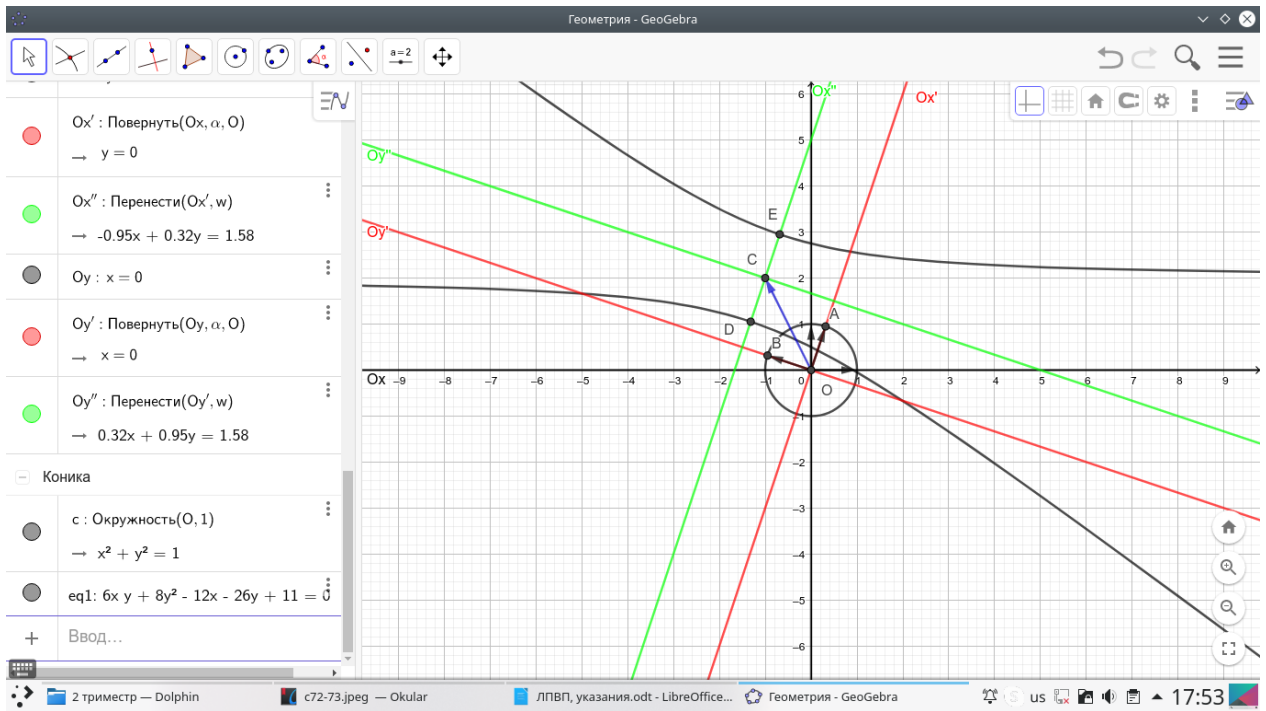 Геометрия - GeoGebra
a=2
Ox′ : Повернуть(Ox, α, O)
→ y = 0
Ox″ : Перенести(Ox′, w)
→ -0.95x + 0.32y = 1.58
Oy : x = 0
Oy′ : Повернуть(Oy, α, O)
→ x = 0
Oy″ : Перенести(Oy′, w)
→ 0.32x + 0.95y = 1.58
Коника
c : Окружность(O, 1)
→ x² + y² = 1
eq1: 6x y + 8y² - 12x - 26y + 11 = 0
Ввод…
Ox"
Ox'
6
5
Oy"
4
E
3
Oy'
C
2
A
D
1
B
Ox
–9 –8 –7 –6 –5 –4 –3 –2 –1 0 1 2 3 4 5 6 7 8 9
O
–1
–2
–3
–4
–5
–6
2 триместр — Dolphin
c72-73.jpeg — Okular
ЛПВП, указания.odt - LibreOffice...
Геометрия - GeoGebra
us
17:53